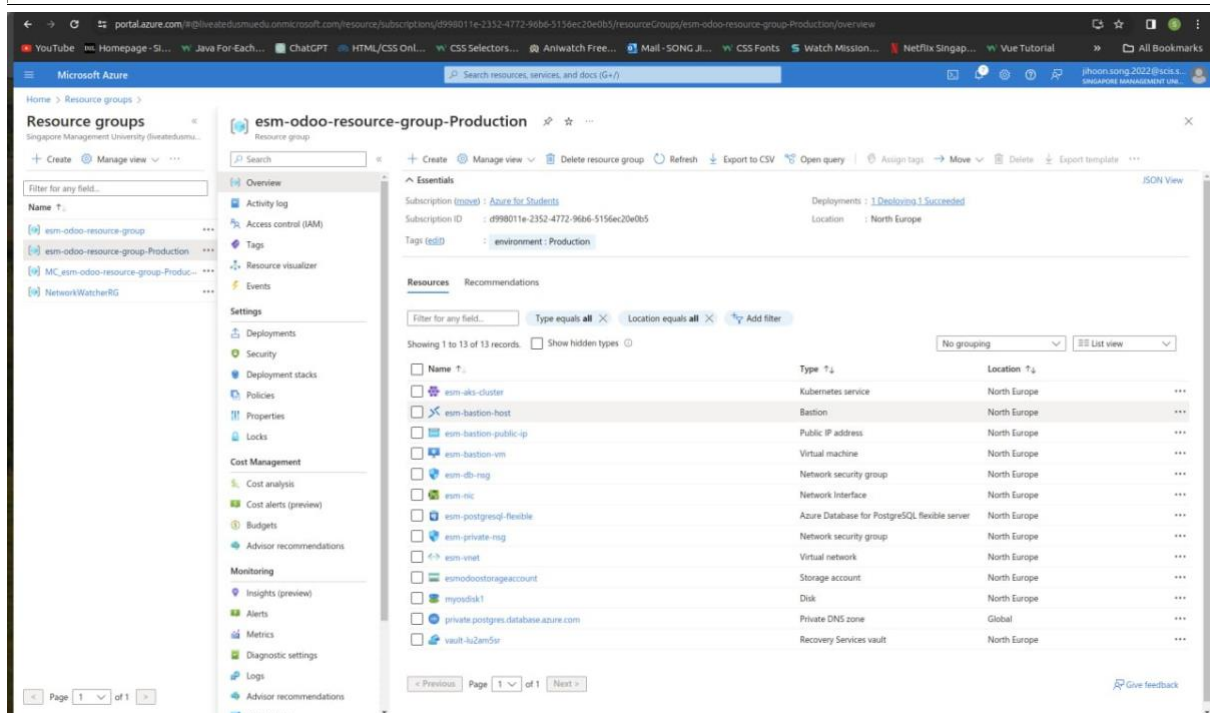 portal.azure.com/#@liveatedusmuedu.onmicrosoft.com/resource/subscriptions/d998011e-2352-4772-96b6-5156ec20e0b5/resourceGroups/esm-odoo-resource-group-Production/overview
YouTube Homepage - Si... Java For-Each... ChatGPT HTML/CSS Onl... CSS Selectors... Aniwatch Free... Mail - SONG JI... CSS Fonts Watch Mission... Netflix Singap... Vue Tutorial » All Bookmarks
Microsoft Azure Search resources, services, and docs (G+/) jihoon.song.2022@scis.s...
SINGAPORE MANAGEMENT UNI...
Home > Resource groups >
Resource groups «
Singapore Management University (liveatedusmu...
+ Create Manage view ...
Filter for any field...
Name ↑
esm-odoo-resource-group ...
esm-odoo-resource-group-Production ...
MC_esm-odoo-resource-group-Produc... ...
NetworkWatcherRG ...
< Page 1 of 1 >
esm-odoo-resource-group-Production ...
Resource group
Search «
Overview
Activity log
Access control (IAM)
Tags
Resource visualizer
Events
Settings
Deployments
Security
Deployment stacks
Policies
Properties
Locks
Cost Management
Cost analysis
Cost alerts (preview)
Budgets
Advisor recommendations
Monitoring
Insights (preview)
Alerts
Metrics
Diagnostic settings
Logs
Advisor recommendations
+ Create Manage view Delete resource group Refresh Export to CSV Open query Assign tags Move Delete Export template ...
Essentials JSON View
Subscription (move) : Azure for Students Deployments : 1 Deploying,1 Succeeded
Subscription ID : d998011e-2352-4772-96b6-5156ec20e0b5 Location : North Europe
Tags (edit) : environment : Production
Resources Recommendations
Filter for any field... Type equals all Location equals all Add filter
Showing 1 to 13 of 13 records. Show hidden types No grouping List view
Name ↑ Type ↑↓ Location ↑↓
esm-aks-cluster Kubernetes service North Europe ...
esm-bastion-host Bastion North Europe ...
esm-bastion-public-ip Public IP address North Europe ...
esm-bastion-vm Virtual machine North Europe ...
esm-db-nsg Network security group North Europe ...
esm-nic Network Interface North Europe ...
esm-postgresql-flexible Azure Database for PostgreSQL flexible server North Europe ...
esm-private-nsg Network security group North Europe ...
esm-vnet Virtual network North Europe ...
esmodoostorageaccount Storage account North Europe ...
myosdisk1 Disk North Europe ...
private.postgres.database.azure.com Private DNS zone Global ...
vault-lu2am5sr Recovery Services vault North Europe ...
< Previous Page 1 of 1 Next >
Give feedback